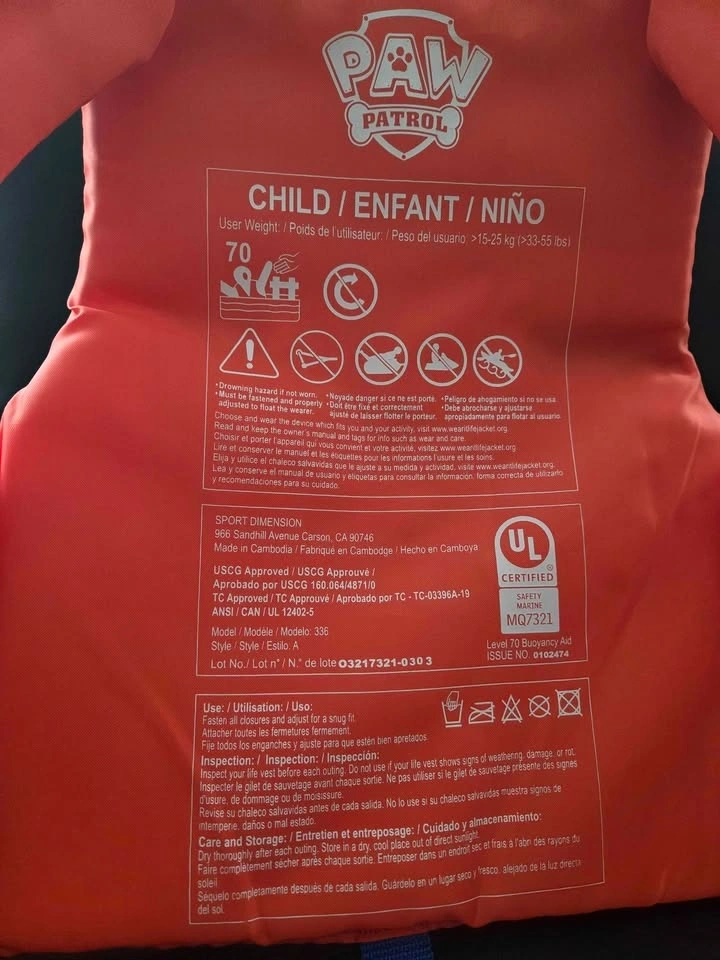 PAW
PATROL
CHILD / ENFANT / NIÑO
User Weight: / Poids de l'utilisateur: / Peso del usuario: >15-25 kg (>33-55 lbs)
70
•Drowning hazard if not worn.
•Must be fastened and properly
adjusted to float the wearer.
•Noyade danger si ce ne est porte.
•Doit être fixé et correctement
ajusté de laisser flotter le porteur.
•Peligro de ahogamiento si no se usa.
•Debe abrocharse y ajustarse
apropiadamente para flotar al usuario.
Choose and wear the device which fits you and your activity, visit www.wearitlifejacket.org
Read and keep the owner's manual and tags for info such as wear and care.
Choisir et porter l'appareil qui vous convient et votre activité, visitez www.wearitlifejacket.org
Lire et conserver le manuel et les étiquettes pour les informations l'usure et les soins.
Elija y utilice el chaleco salvavidas que le ajuste a su medida y actividad, visite www.wearitlifejacket.org.
Lea y conserve el manual de usuario y etiquetas para consultar la información: forma correcta de utilizarlo
y recomendaciones para su cuidado.
SPORT DIMENSION
966 Sandhill Avenue Carson, CA 90746
Made in Cambodia / Fabriqué en Cambodge / Hecho en Camboya
USCG Approved / USCG Approuvé /
Aprobado por USCG 160.064/4871/0
TC Approved / TC Approuvé / Aprobado por TC - TC-03396A-19
ANSI / CAN / UL 12402-5
Model / Modèle / Modelo: 336
Style / Style / Estilo: A
Lot No./ Lot n° / N.° de lote 03217321-0303
UL
®
CERTIFIED
SAFETY
MARINE
MQ7321
Level 70 Buoyancy Aid
ISSUE NO. 0102474
Use: / Utilisation: / Uso:
Fasten all closures and adjust for a snug fit.
Attacher toutes les fermetures fermement.
Fije todos los enganches y ajuste para que estén bien apretados.
Inspection: / Inspection: / Inspección:
Inspect your life vest before each outing. Do not use if your life vest shows signs of weathering, damage, or rot.
Inspecter le gilet de sauvetage avant chaque sortie. Ne pas utiliser si le gilet de sauvetage présente des signes
d'usure, de dommage ou de moisissure.
Revise su chaleco salvavidas antes de cada salida. No lo use si su chaleco salvavidas muestra signos de
intemperie, daños o mal estado.
Care and Storage: / Entretien et entreposage: / Cuidado y almacenamiento:
Dry thoroughly after each outing. Store in a dry, cool place out of direct sunlight.
Faire complètement sécher après chaque sortie. Entreposer dans un endroit sec et frais à l'abri des rayons du
soleil.
Séquelo completamente después de cada salida. Guárdelo en un lugar seco y fresco, alejado de la luz directa
del sol.